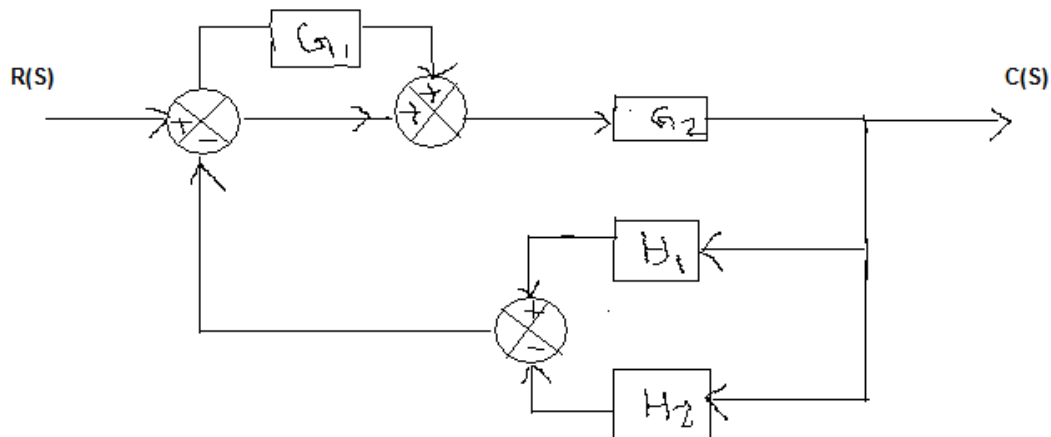 G1
R(S)
C(S)
+
+
+
-
G2
H1
+
-
H2